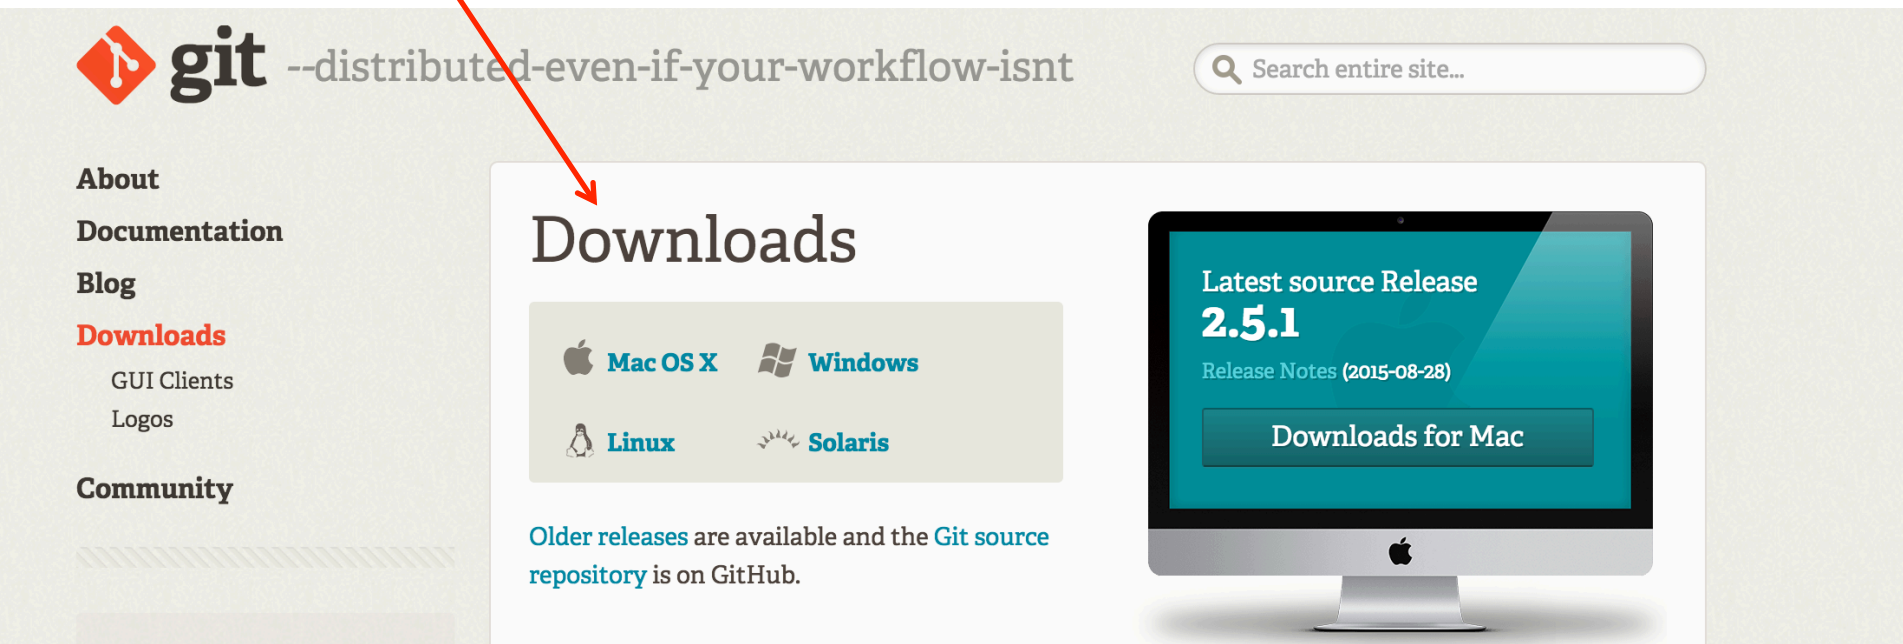 git --distributed-even-if-your-workflow-isnt
Search entire site...
About
Documentation
Blog
Downloads
GUI Clients
Logos
Community
Downloads
Mac OS X
Windows
Linux
Solaris
Older releases are available and the Git source
repository is on GitHub.
Latest source Release
2.5.1
Release Notes (2015-08-28)
Downloads for Mac